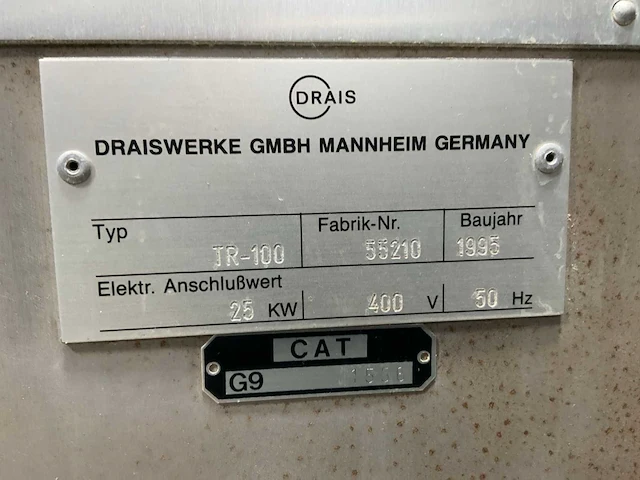 DRAIS
DRAISWERKE GMBH MANNHEIM GERMANY
Typ Fabrik-Nr. Baujahr
TR-100 55210 1995
Elektr. Anschlußwert
25 KW 400 V 50 Hz
CAT
G9